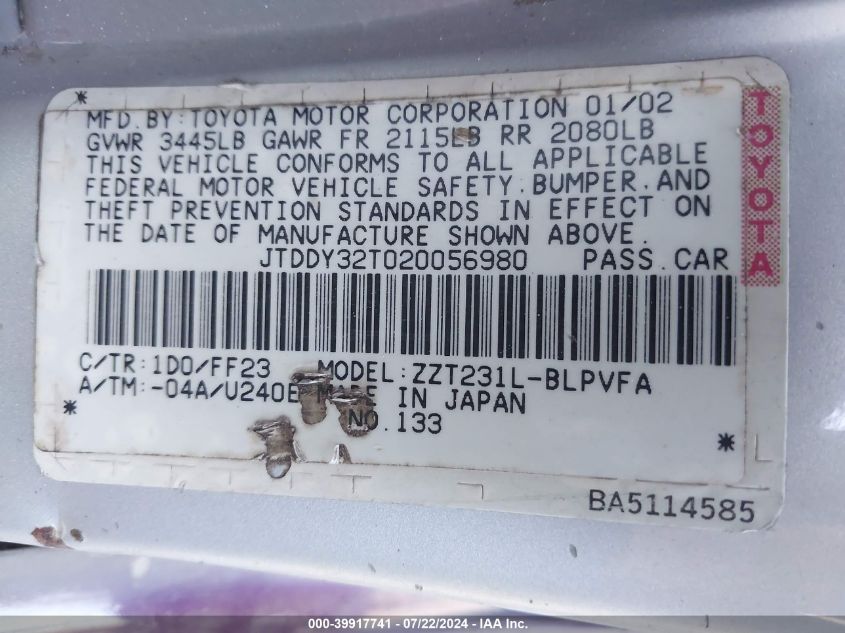 MFD. BY: TOYOTA MOTOR CORPORATION 01/02
GVWR 3445LB GAWR FR 2115LB RR 2080LB
THIS VEHICLE CONFORMS TO ALL APPLICABLE
FEDERAL MOTOR VEHICLE SAFETY. BUMPER. AND
THEFT PREVENTION STANDARDS IN EFFECT ON
THE DATE OF MANUFACTURE SHOWN ABOVE.
JTDDY32T020056980 PASS. CAR
C/TR: 1D0/FF23 MODEL: ZZT231L-BLPVFA
A/TM: -04A/U240E MADE IN JAPAN
NO. 133
BA5114585
TOYOTA
000-39917741 - 07/22/2024 - IAA Inc.